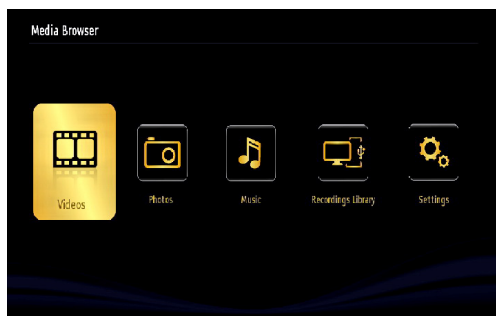 Media Browser
Videos
Photos
Music
Recordings Library
Settings